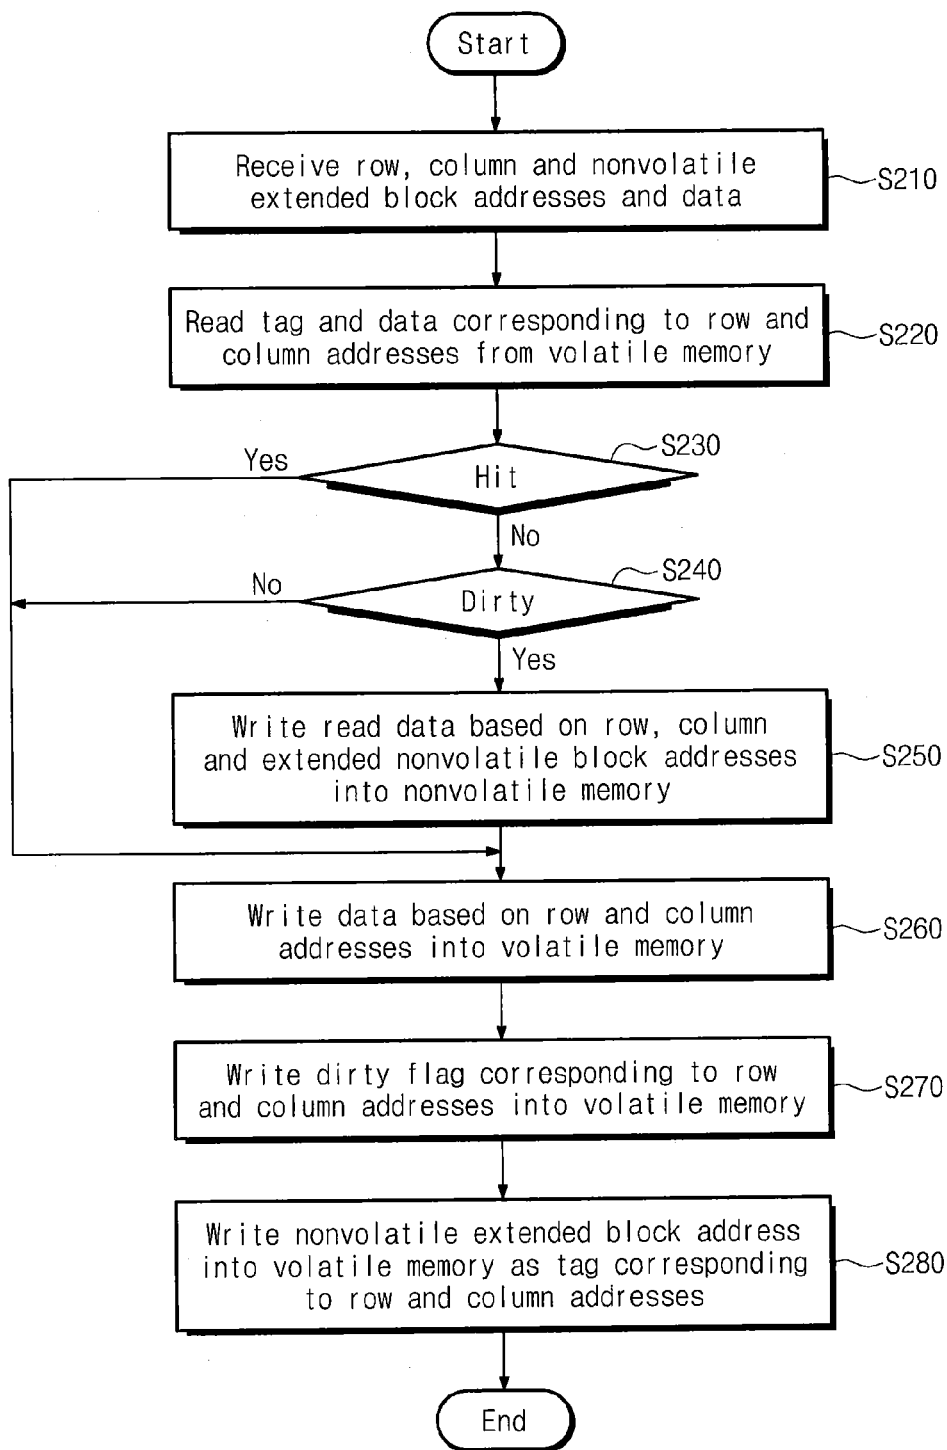 Start
Receive row, column and nonvolatile
extended block addresses and data
S210
Read tag and data corresponding to row and
column addresses from volatile memory
S220
S230
Yes
Hit
No
S240
No
Dirty
Yes
Write read data based on row, column
and extended nonvolatile block addresses
into nonvolatile memory
S250
Write data based on row and column
addresses into volatile memory
S260
Write dirty flag corresponding to row
and column addresses into volatile memory
S270
Write nonvolatile extended block address
into volatile memory as tag corresponding
to row and column addresses
S280
End